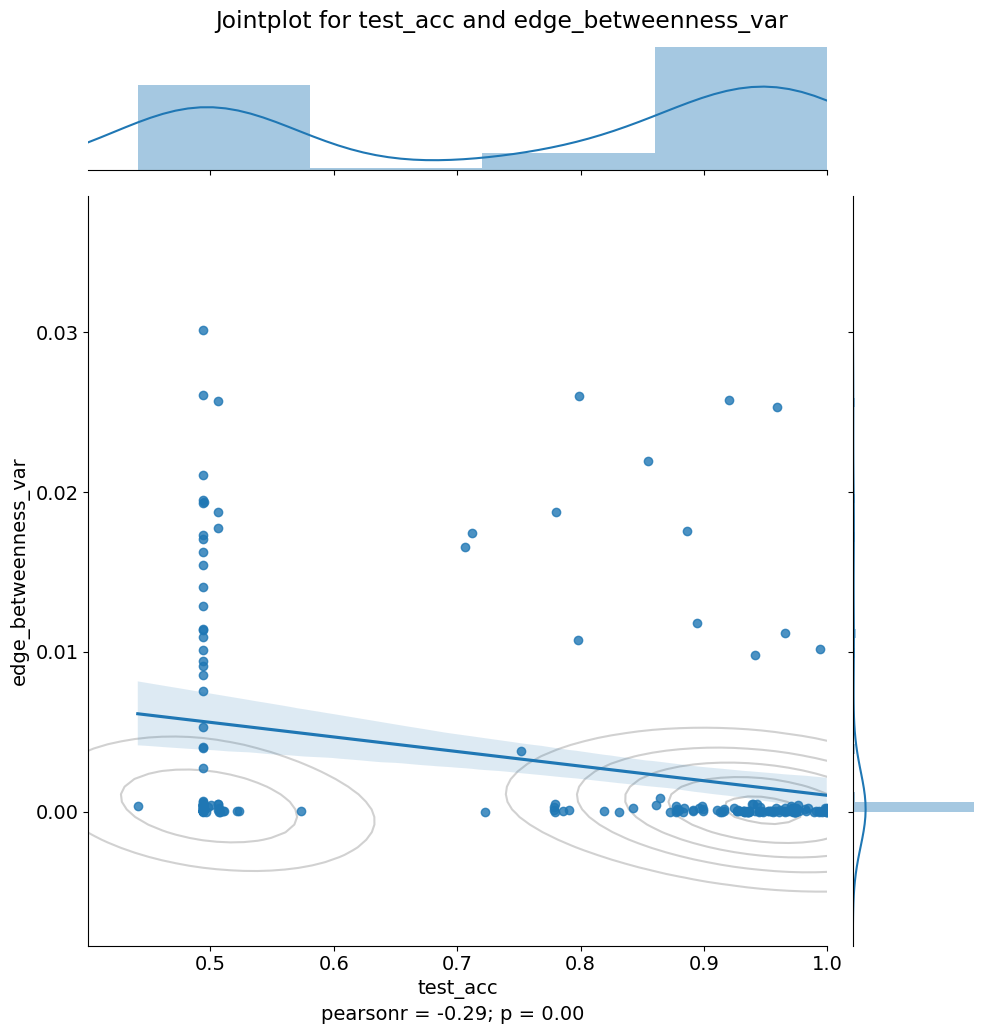 Jointplot for test_acc and edge_betweenness_var
0.03
0.02
0.01
0.00
edge_betweenness_var
0.5 0.6 0.7 0.8 0.9 1.0
test_acc
pearsonr = -0.29; p = 0.00